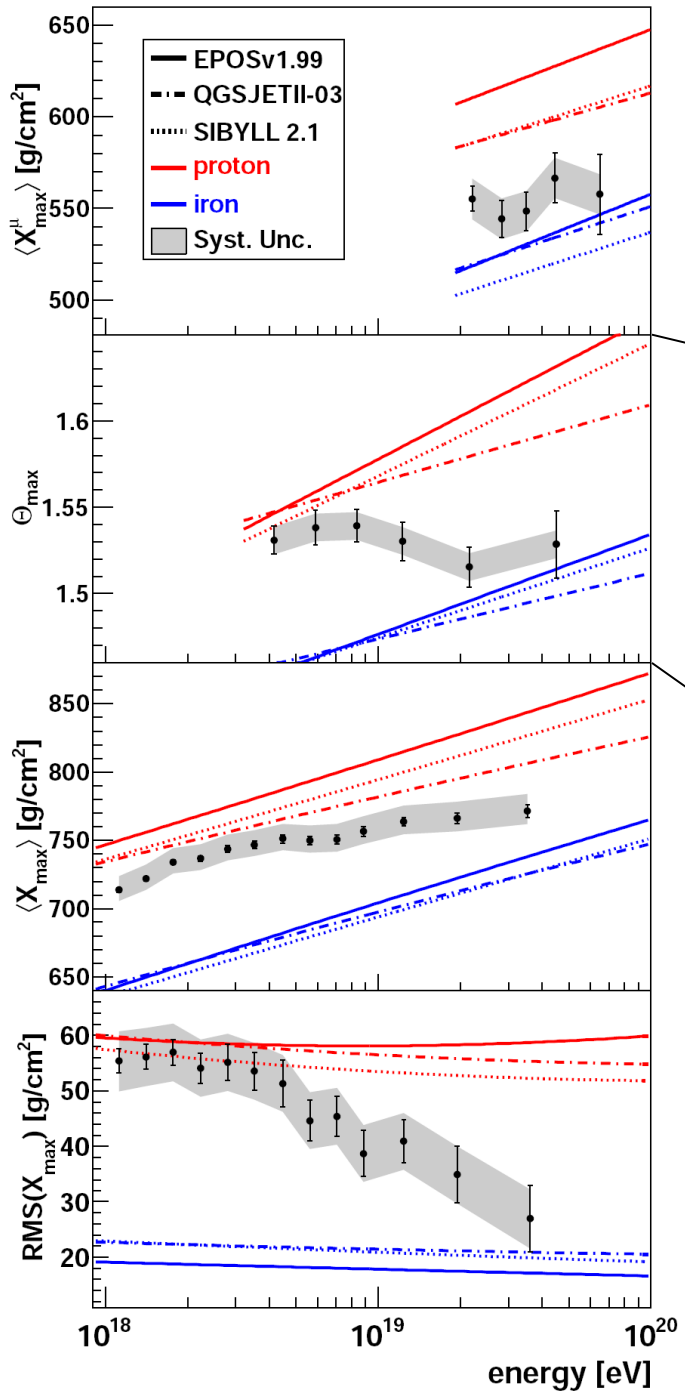 650
600
550
500
⟨X^μ_max⟩ [g/cm²]
EPOSv1.99
QGSJETII-03
SIBYLL 2.1
proton
iron
Syst. Unc.
1.6
1.5
Θ_max
1.5
850
800
750
700
650
⟨X_max⟩ [g/cm²]
60
50
40
30
20
RMS(X_max) [g/cm²]
10^18
10^19
10^20
energy [eV]